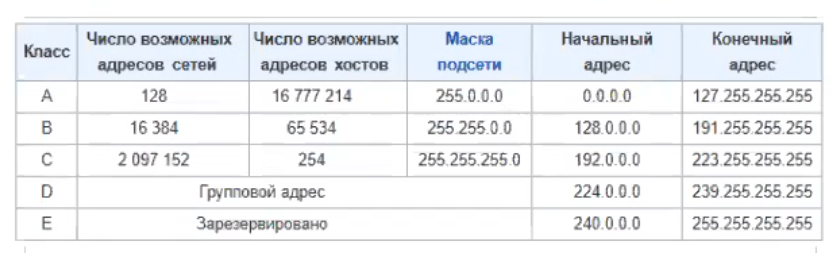 Класс Число возможных адресов сетей Число возможных адресов хостов Маска подсети Начальный адрес Конечный адрес
A 128 16 777 214 255.0.0.0 0.0.0.0 127.255.255.255
B 16 384 65 534 255.255.0.0 128.0.0.0 191.255.255.255
C 2 097 152 254 255.255.255.0 192.0.0.0 223.255.255.255
D Групповой адрес 224.0.0.0 239.255.255.255
E Зарезервировано 240.0.0.0 255.255.255.255